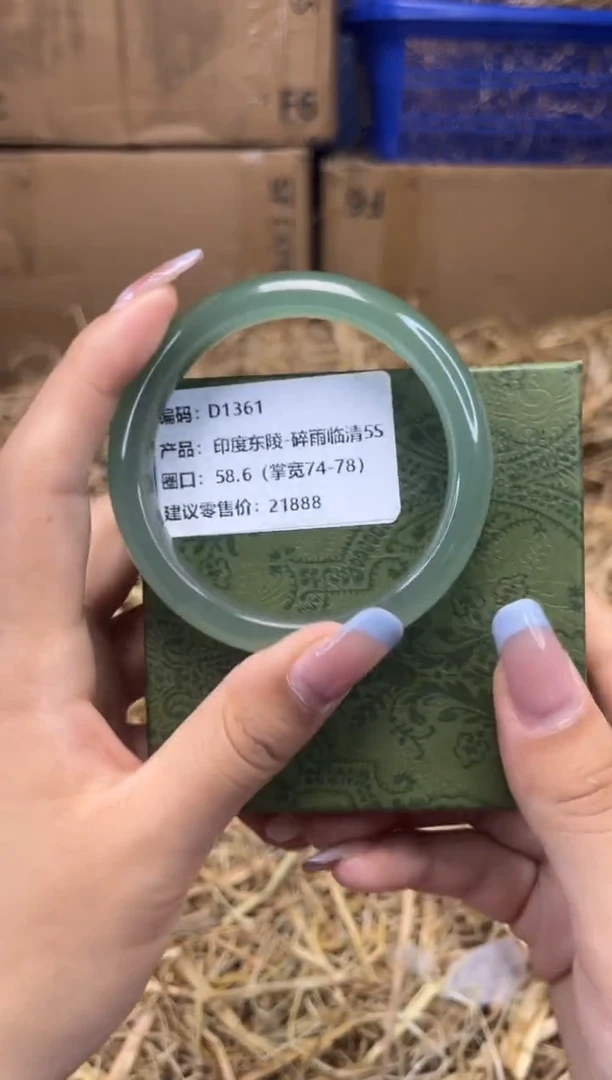 F6
编码：D1361
产品：印度东陵-碎雨临清5S
圈口：58.6（掌宽74-78）
建议零售价：21888